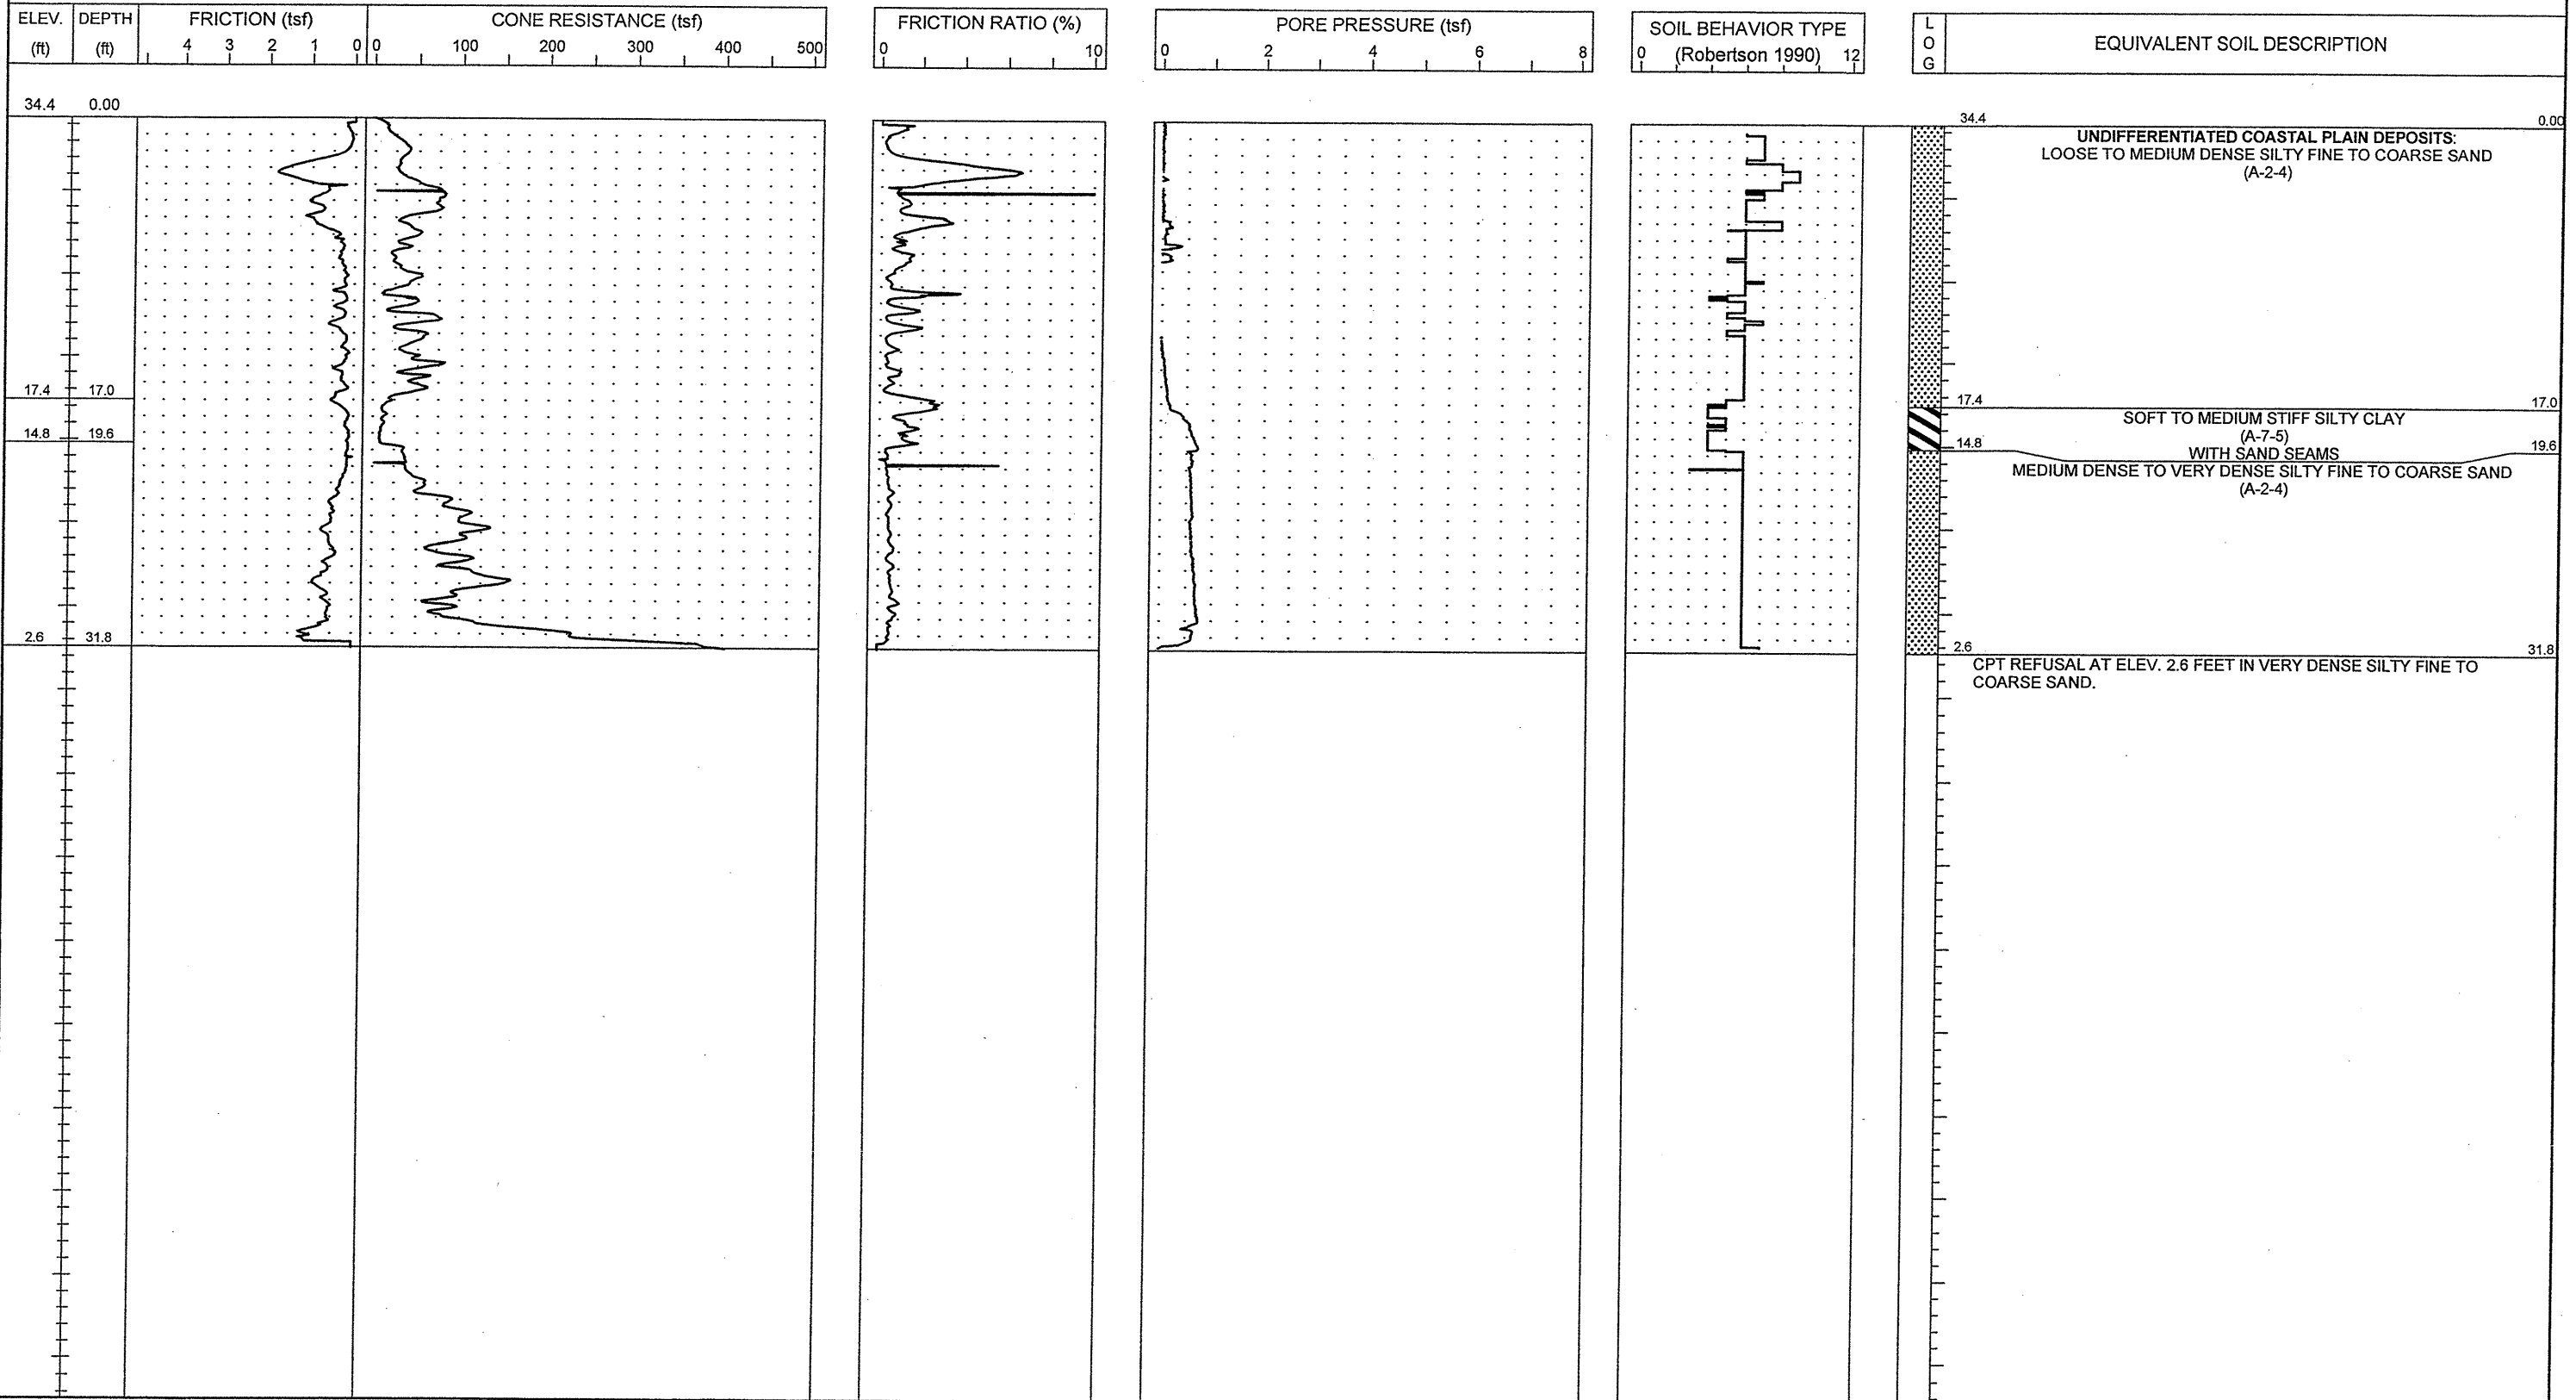 ELEV. DEPTH FRICTION (tsf) CONE RESISTANCE (tsf) FRICTION RATIO (%) PORE PRESSURE (tsf) SOIL BEHAVIOR TYPE L
(ft) (ft) 4 3 2 1 0 0 100 200 300 400 500 0 10 0 2 4 6 8 0 (Robertson 1990) 12 O EQUIVALENT SOIL DESCRIPTION
G
34.4 0.00
34.4 0.00
UNDIFFERENTIATED COASTAL PLAIN DEPOSITS:
LOOSE TO MEDIUM DENSE SILTY FINE TO COARSE SAND
(A-2-4)
17.4 17.0
17.4 17.0
SOFT TO MEDIUM STIFF SILTY CLAY
(A-7-5)
14.8 19.6
14.8 WITH SAND SEAMS 19.6
MEDIUM DENSE TO VERY DENSE SILTY FINE TO COARSE SAND
(A-2-4)
2.6 31.8
2.6 31.8
CPT REFUSAL AT ELEV. 2.6 FEET IN VERY DENSE SILTY FINE TO
COARSE SAND.